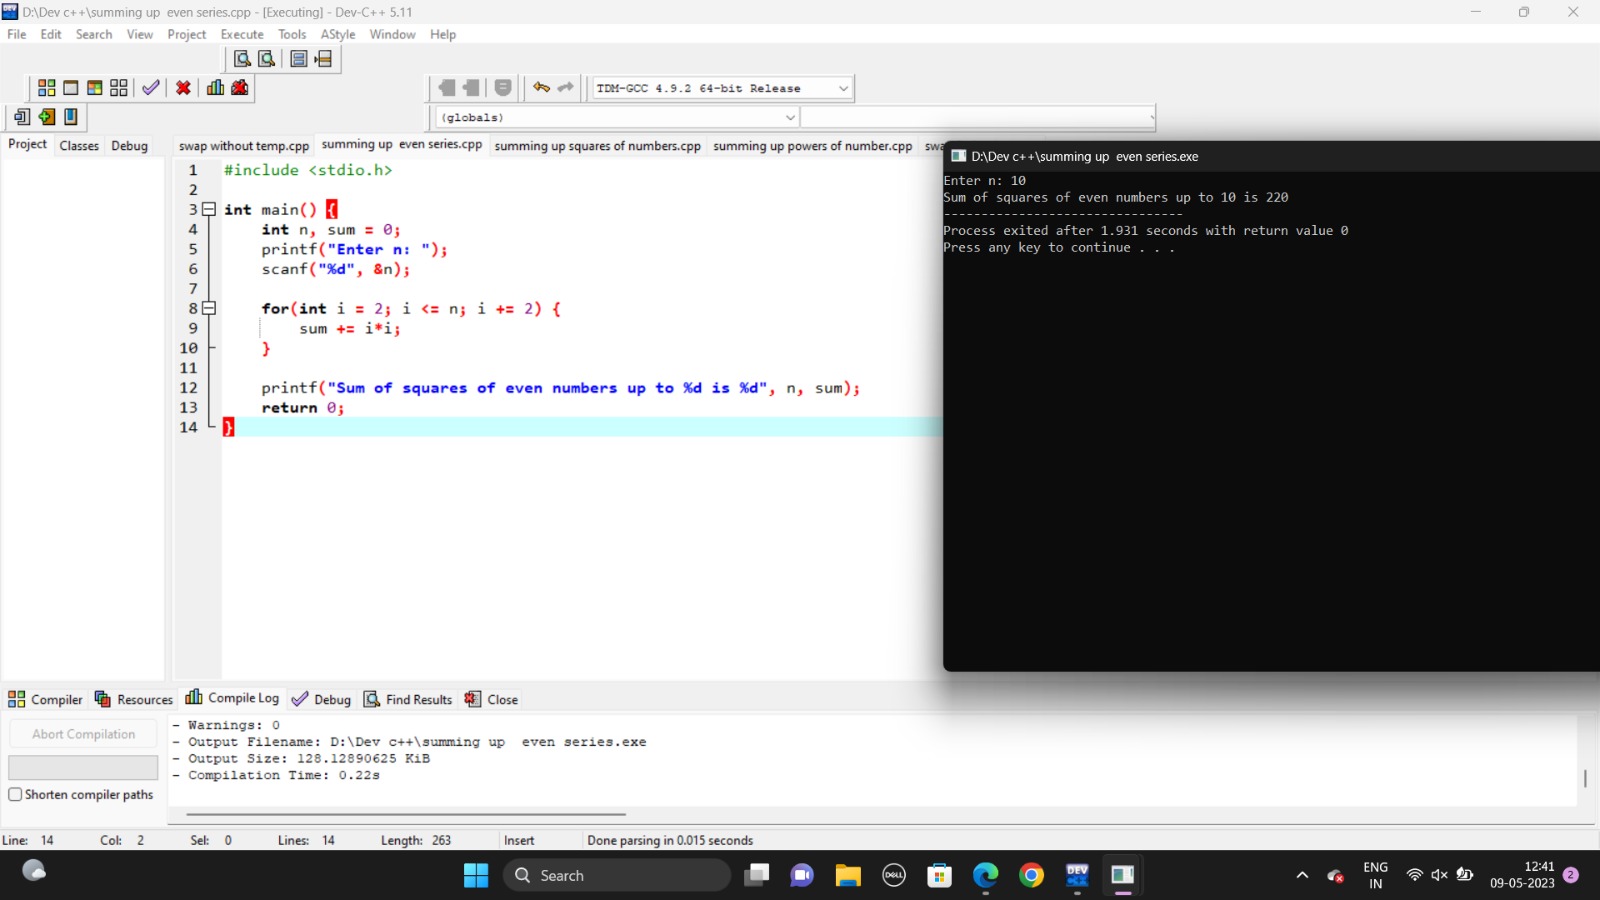 D:\Dev c++\summing up  even series.cpp - [Executing] - Dev-C++ 5.11
File Edit Search View Project Execute Tools AStyle Window Help
TDM-GCC 4.9.2 64-bit Release
(globals)
Project Classes Debug
swap without temp.cpp summing up  even series.cpp summing up squares of numbers.cpp summing up powers of number.cpp
1 #include <stdio.h>
2
3 int main() {
4     int n, sum = 0;
5     printf("Enter n: ");
6     scanf("%d", &n);
7
8     for(int i = 2; i <= n; i += 2) {
9         sum += i*i;
10     }
11
12     printf("Sum of squares of even numbers up to %d is %d", n, sum);
13     return 0;
14 }
D:\Dev c++\summing up  even series.exe
Enter n: 10
Sum of squares of even numbers up to 10 is 220
--------------------------------
Process exited after 1.931 seconds with return value 0
Press any key to continue . . .
Compiler Resources Compile Log Debug Find Results Close
Abort Compilation
Shorten compiler paths
- Warnings: 0
- Output Filename: D:\Dev c++\summing up  even series.exe
- Output Size: 128.12890625 KiB
- Compilation Time: 0.22s
Line: 14 Col: 2 Sel: 0 Lines: 14 Length: 263 Insert Done parsing in 0.015 seconds
Search
DELL
DEV
ENG
IN
12:41
09-05-2023
2